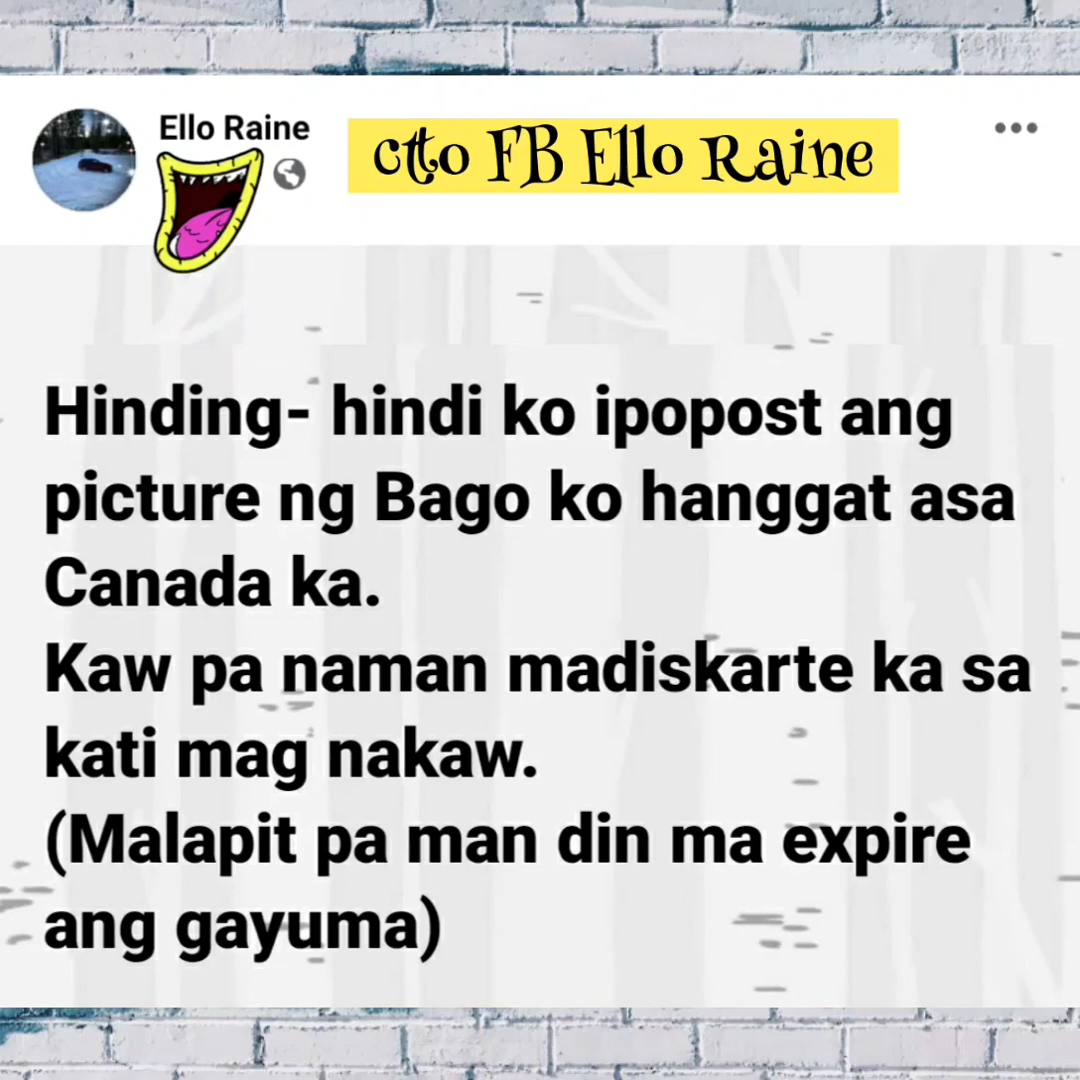 Ello Raine
ctto FB Ello Raine
Hinding- hindi ko ipopost ang
picture ng Bago ko hanggat asa
Canada ka.
Kaw pa naman madiskarte ka sa
kati mag nakaw.
(Malapit pa man din ma expire
ang gayuma)